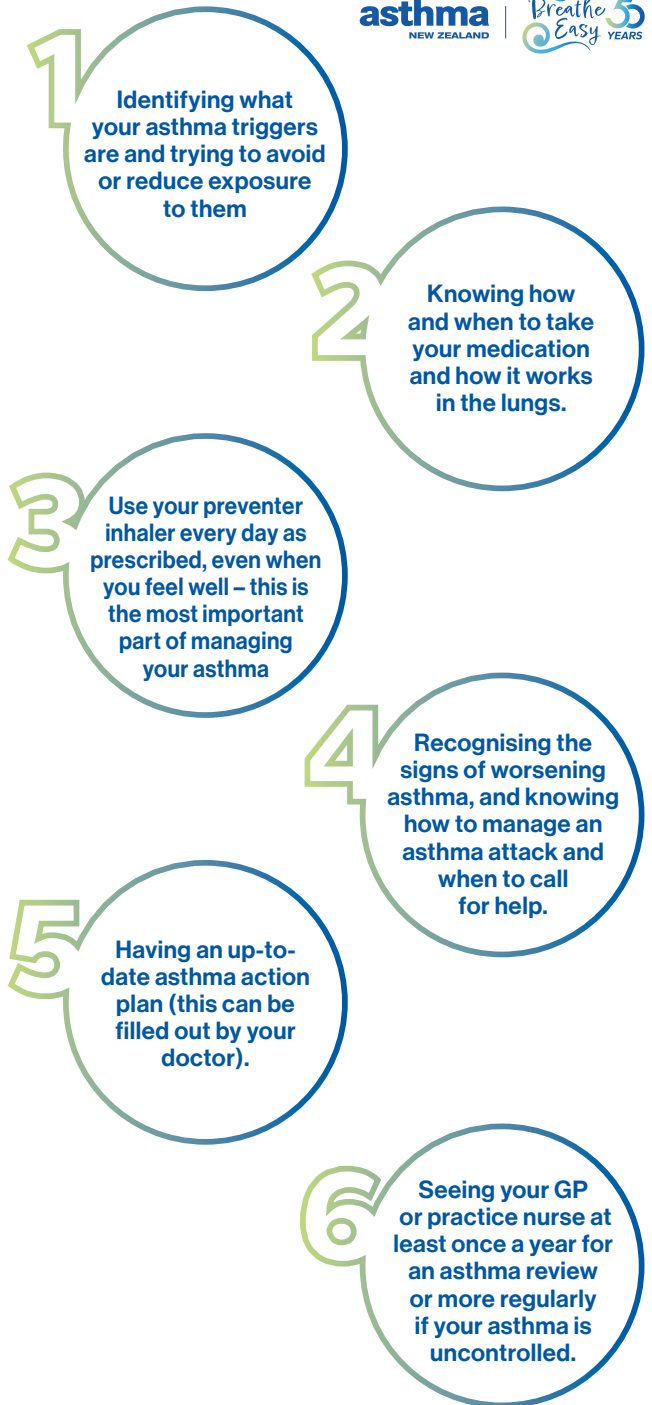 asthma
NEW ZEALAND
Breathe
Easy
55
YEARS
1
Identifying what
your asthma triggers
are and trying to avoid
or reduce exposure
to them
2
Knowing how
and when to take
your medication
and how it works
in the lungs.
3
Use your preventer
inhaler every day as
prescribed, even when
you feel well – this is
the most important
part of managing
your asthma
4
Recognising the
signs of worsening
asthma, and knowing
how to manage an
asthma attack and
when to call
for help.
5
Having an up-to-
date asthma action
plan (this can be
filled out by your
doctor).
6
Seeing your GP
or practice nurse at
least once a year for
an asthma review
or more regularly
if your asthma is
uncontrolled.